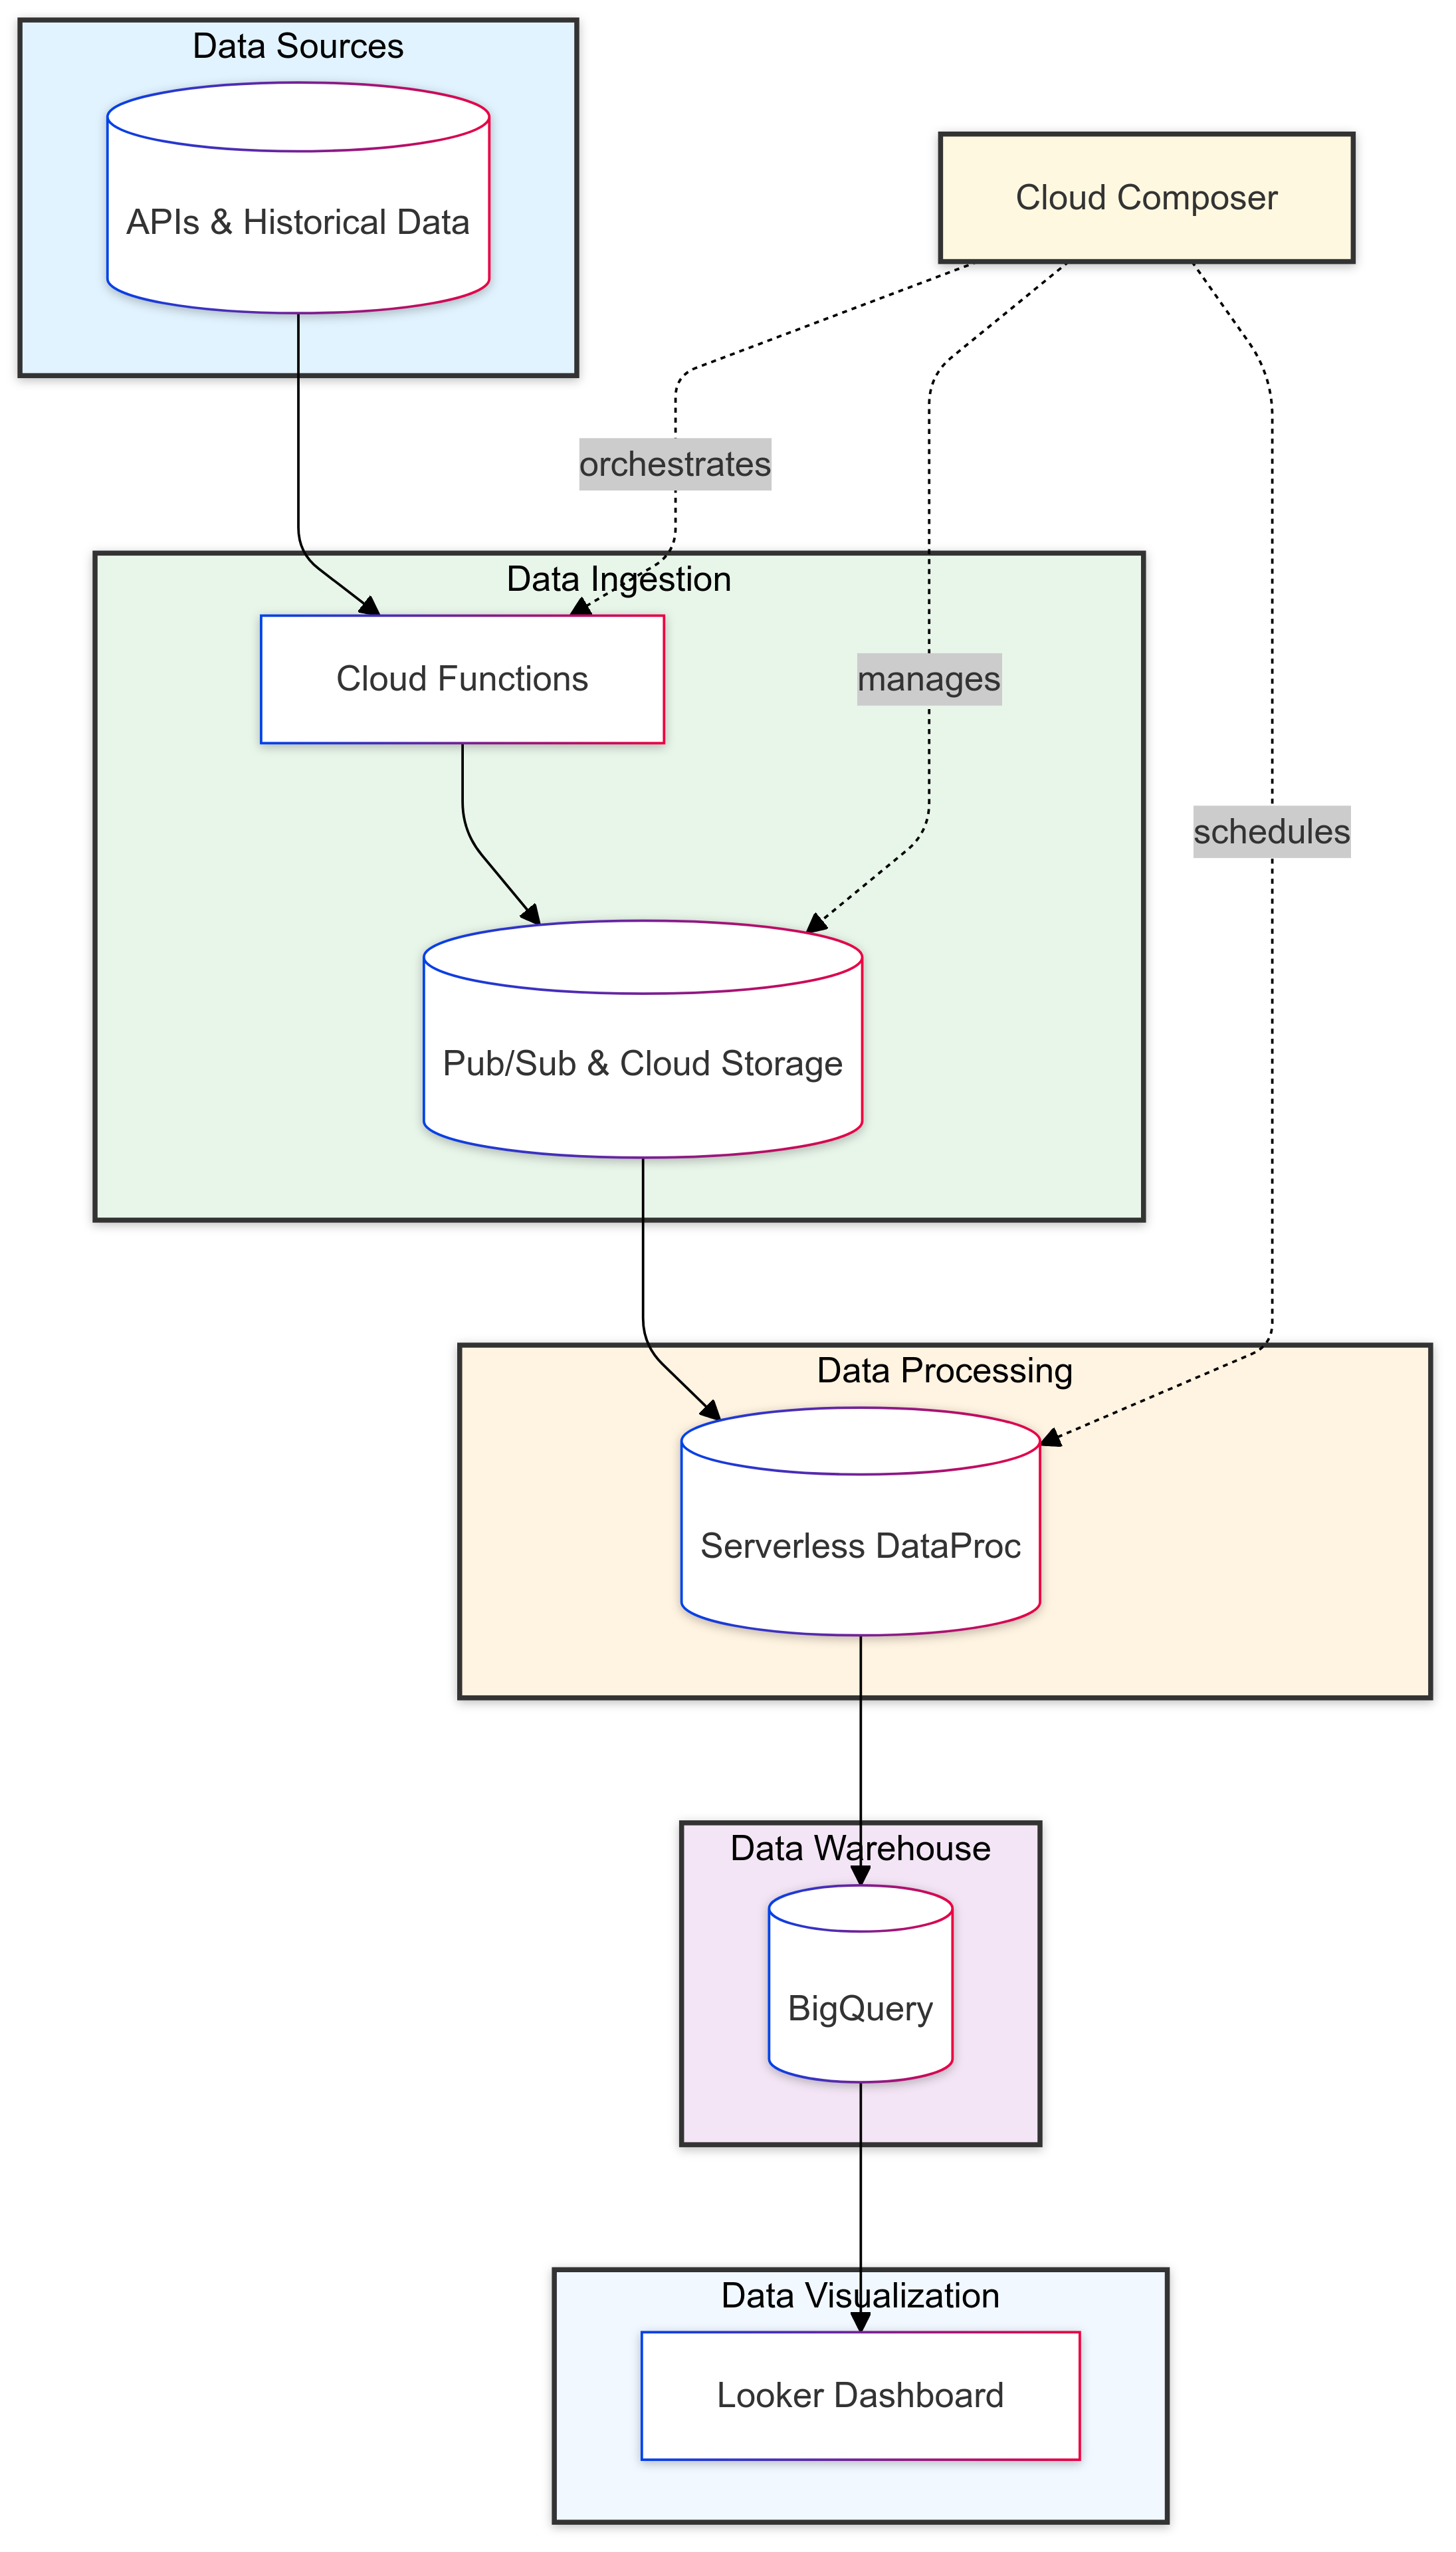 Data Sources
APIs & Historical Data
Cloud Composer
orchestrates
Data Ingestion
Cloud Functions
manages
schedules
Pub/Sub & Cloud Storage
Data Processing
Serverless DataProc
Data Warehouse
BigQuery
Data Visualization
Looker Dashboard